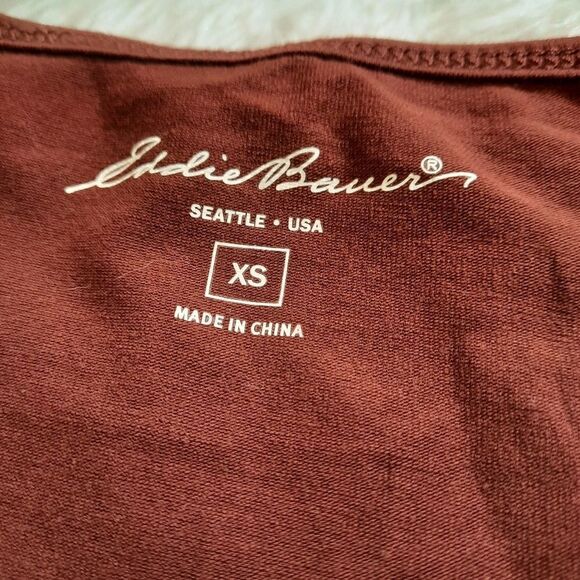 Eddie Bauer®
SEATTLE • USA
XS
MADE IN CHINA